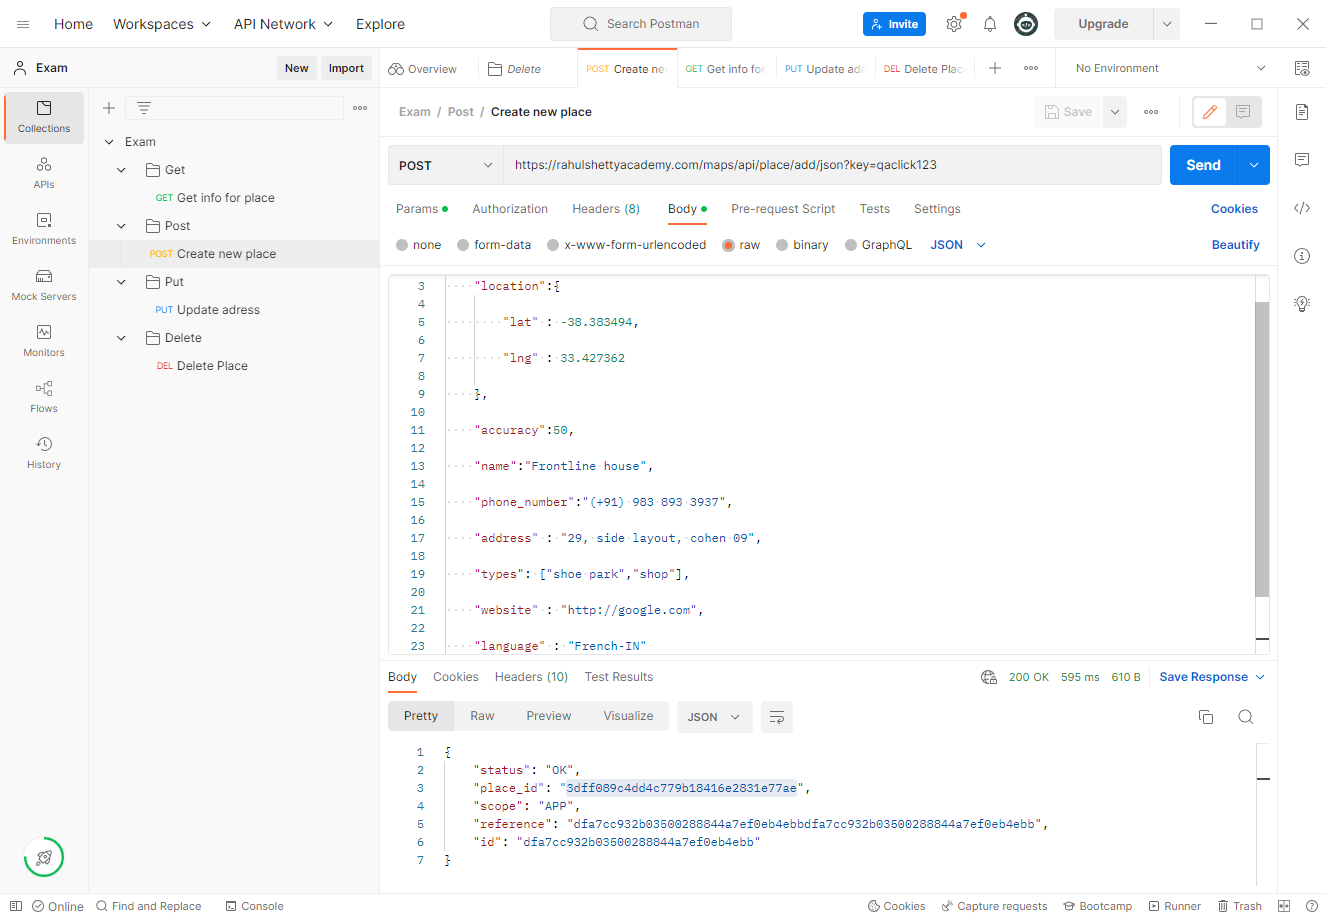 Home Workspaces API Network Explore Search Postman Invite Upgrade
Exam New Import Overview Delete POST Create new GET Get info for PUT Update adr DEL Delete Plac No Environment
Collections
APIs
Environments
Mock Servers
Monitors
Flows
History
Exam
Get
GET Get info for place
Post
POST Create new place
Put
PUT Update adress
Delete
DEL Delete Place
Exam / Post / Create new place Save
POST https://rahulshettyacademy.com/maps/api/place/add/json?key=qaclick123 Send
Params Authorization Headers (8) Body Pre-request Script Tests Settings Cookies
none form-data x-www-form-urlencoded raw binary GraphQL JSON Beautify
3 "location":{
4
5 "lat" : -38.383494,
6
7 "lng" : 33.427362
8
9 },
10
11 "accuracy":50,
12
13 "name":"Frontline house",
14
15 "phone_number":"(+91) 983 893 3937",
16
17 "address" : "29, side layout, cohen 09",
18
19 "types": ["shoe park","shop"],
20
21 "website" : "http://google.com",
22
23 "language" : "French-IN"
Body Cookies Headers (10) Test Results 200 OK 595 ms 610 B Save Response
Pretty Raw Preview Visualize JSON
1 {
2 "status": "OK",
3 "place_id": "3dff089c4dd4c779b18416e2831e77ae",
4 "scope": "APP",
5 "reference": "dfa7cc932b03500288844a7ef0eb4ebbdfa7cc932b03500288844a7ef0eb4ebb",
6 "id": "dfa7cc932b03500288844a7ef0eb4ebb"
7 }
Online Find and Replace Console Cookies Capture requests Bootcamp Runner Trash